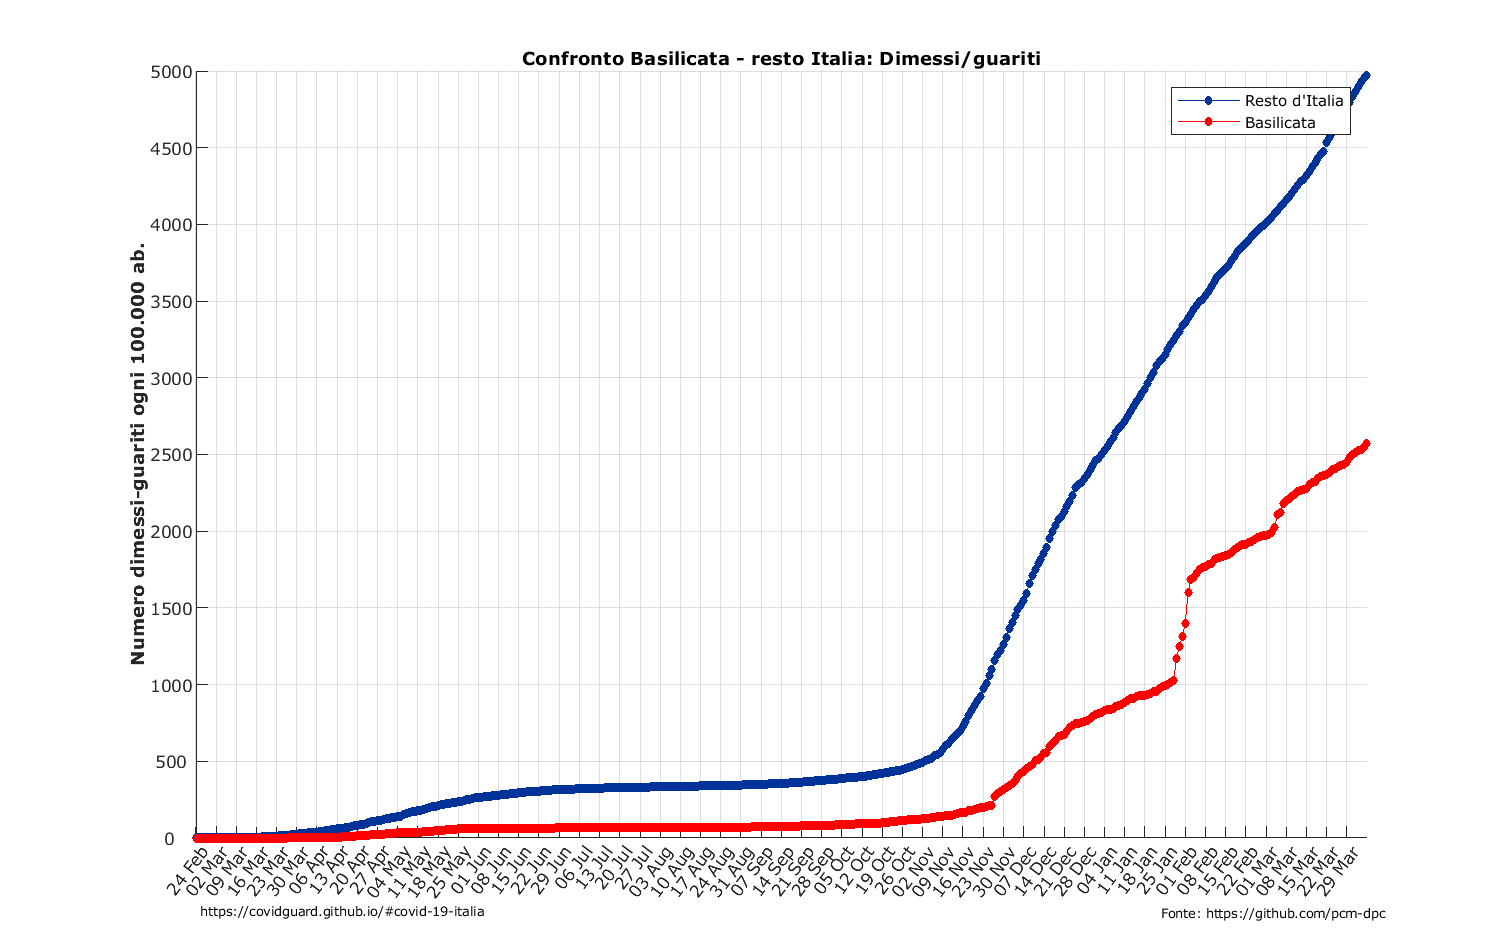 Confronto Basilicata - resto Italia: Dimessi/guariti
Numero dimessi-guariti ogni 100.000 ab.
5000
4500
4000
3500
3000
2500
2000
1500
1000
500
0
Resto d'Italia
Basilicata
24 Feb
02 Mar
09 Mar
16 Mar
23 Mar
30 Mar
06 Apr
13 Apr
20 Apr
27 Apr
04 May
11 May
18 May
25 May
01 Jun
08 Jun
15 Jun
22 Jun
29 Jun
06 Jul
13 Jul
20 Jul
27 Jul
03 Aug
10 Aug
17 Aug
24 Aug
31 Aug
07 Sep
14 Sep
21 Sep
28 Sep
05 Oct
12 Oct
19 Oct
26 Oct
02 Nov
09 Nov
16 Nov
23 Nov
30 Nov
07 Dec
14 Dec
21 Dec
28 Dec
04 Jan
11 Jan
18 Jan
25 Jan
01 Feb
08 Feb
15 Feb
22 Feb
01 Mar
08 Mar
15 Mar
22 Mar
29 Mar
https://covidguard.github.io/#covid-19-italia
Fonte: https://github.com/pcm-dpc